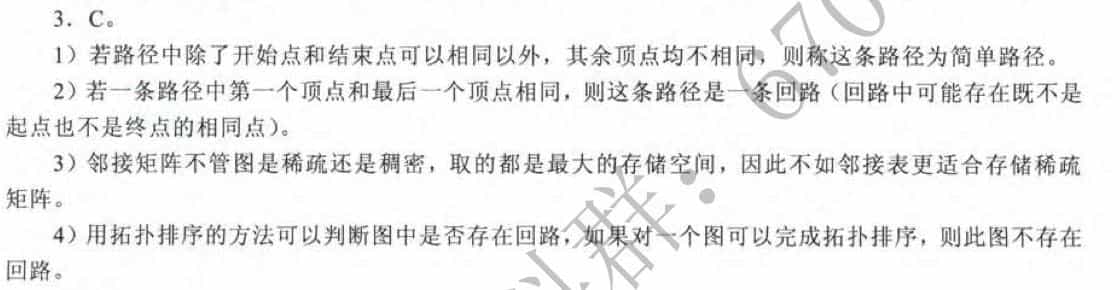 3．C。
1）若路径中除了开始点和结束点可以相同以外，其余顶点均不相同，则称这条路径为简单路径。
2）若一条路径中第一个顶点和最后一个顶点相同，则这条路径是一条回路（回路中可能存在既不是
起点也不是终点的相同点）。
3）邻接矩阵不管图是稀疏还是稠密，取的都是最大的存储空间，因此不如邻接表更适合存储稀疏
矩阵。
4）用拓扑排序的方法可以判断图中是否存在回路，如果对一个图可以完成拓扑排序，则此图不存在
回路。
群：670